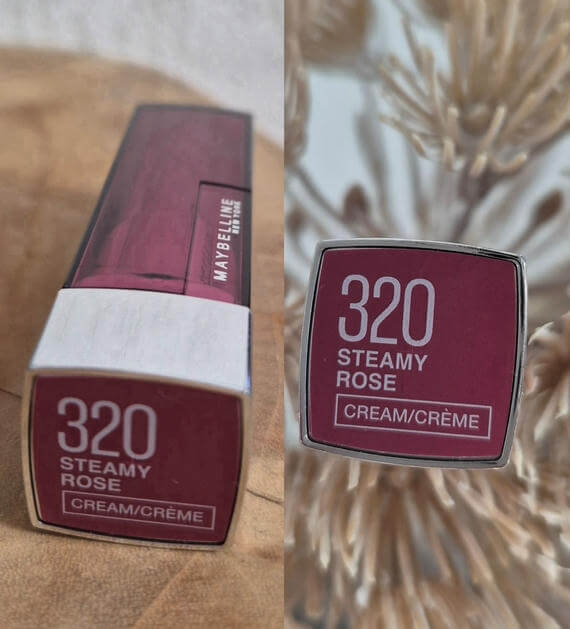 MAYBELLINE
NEW YORK
320
STEAMY
ROSE
CREAM/CRÈME
320
STEAMY
ROSE
CREAM/CRÈME